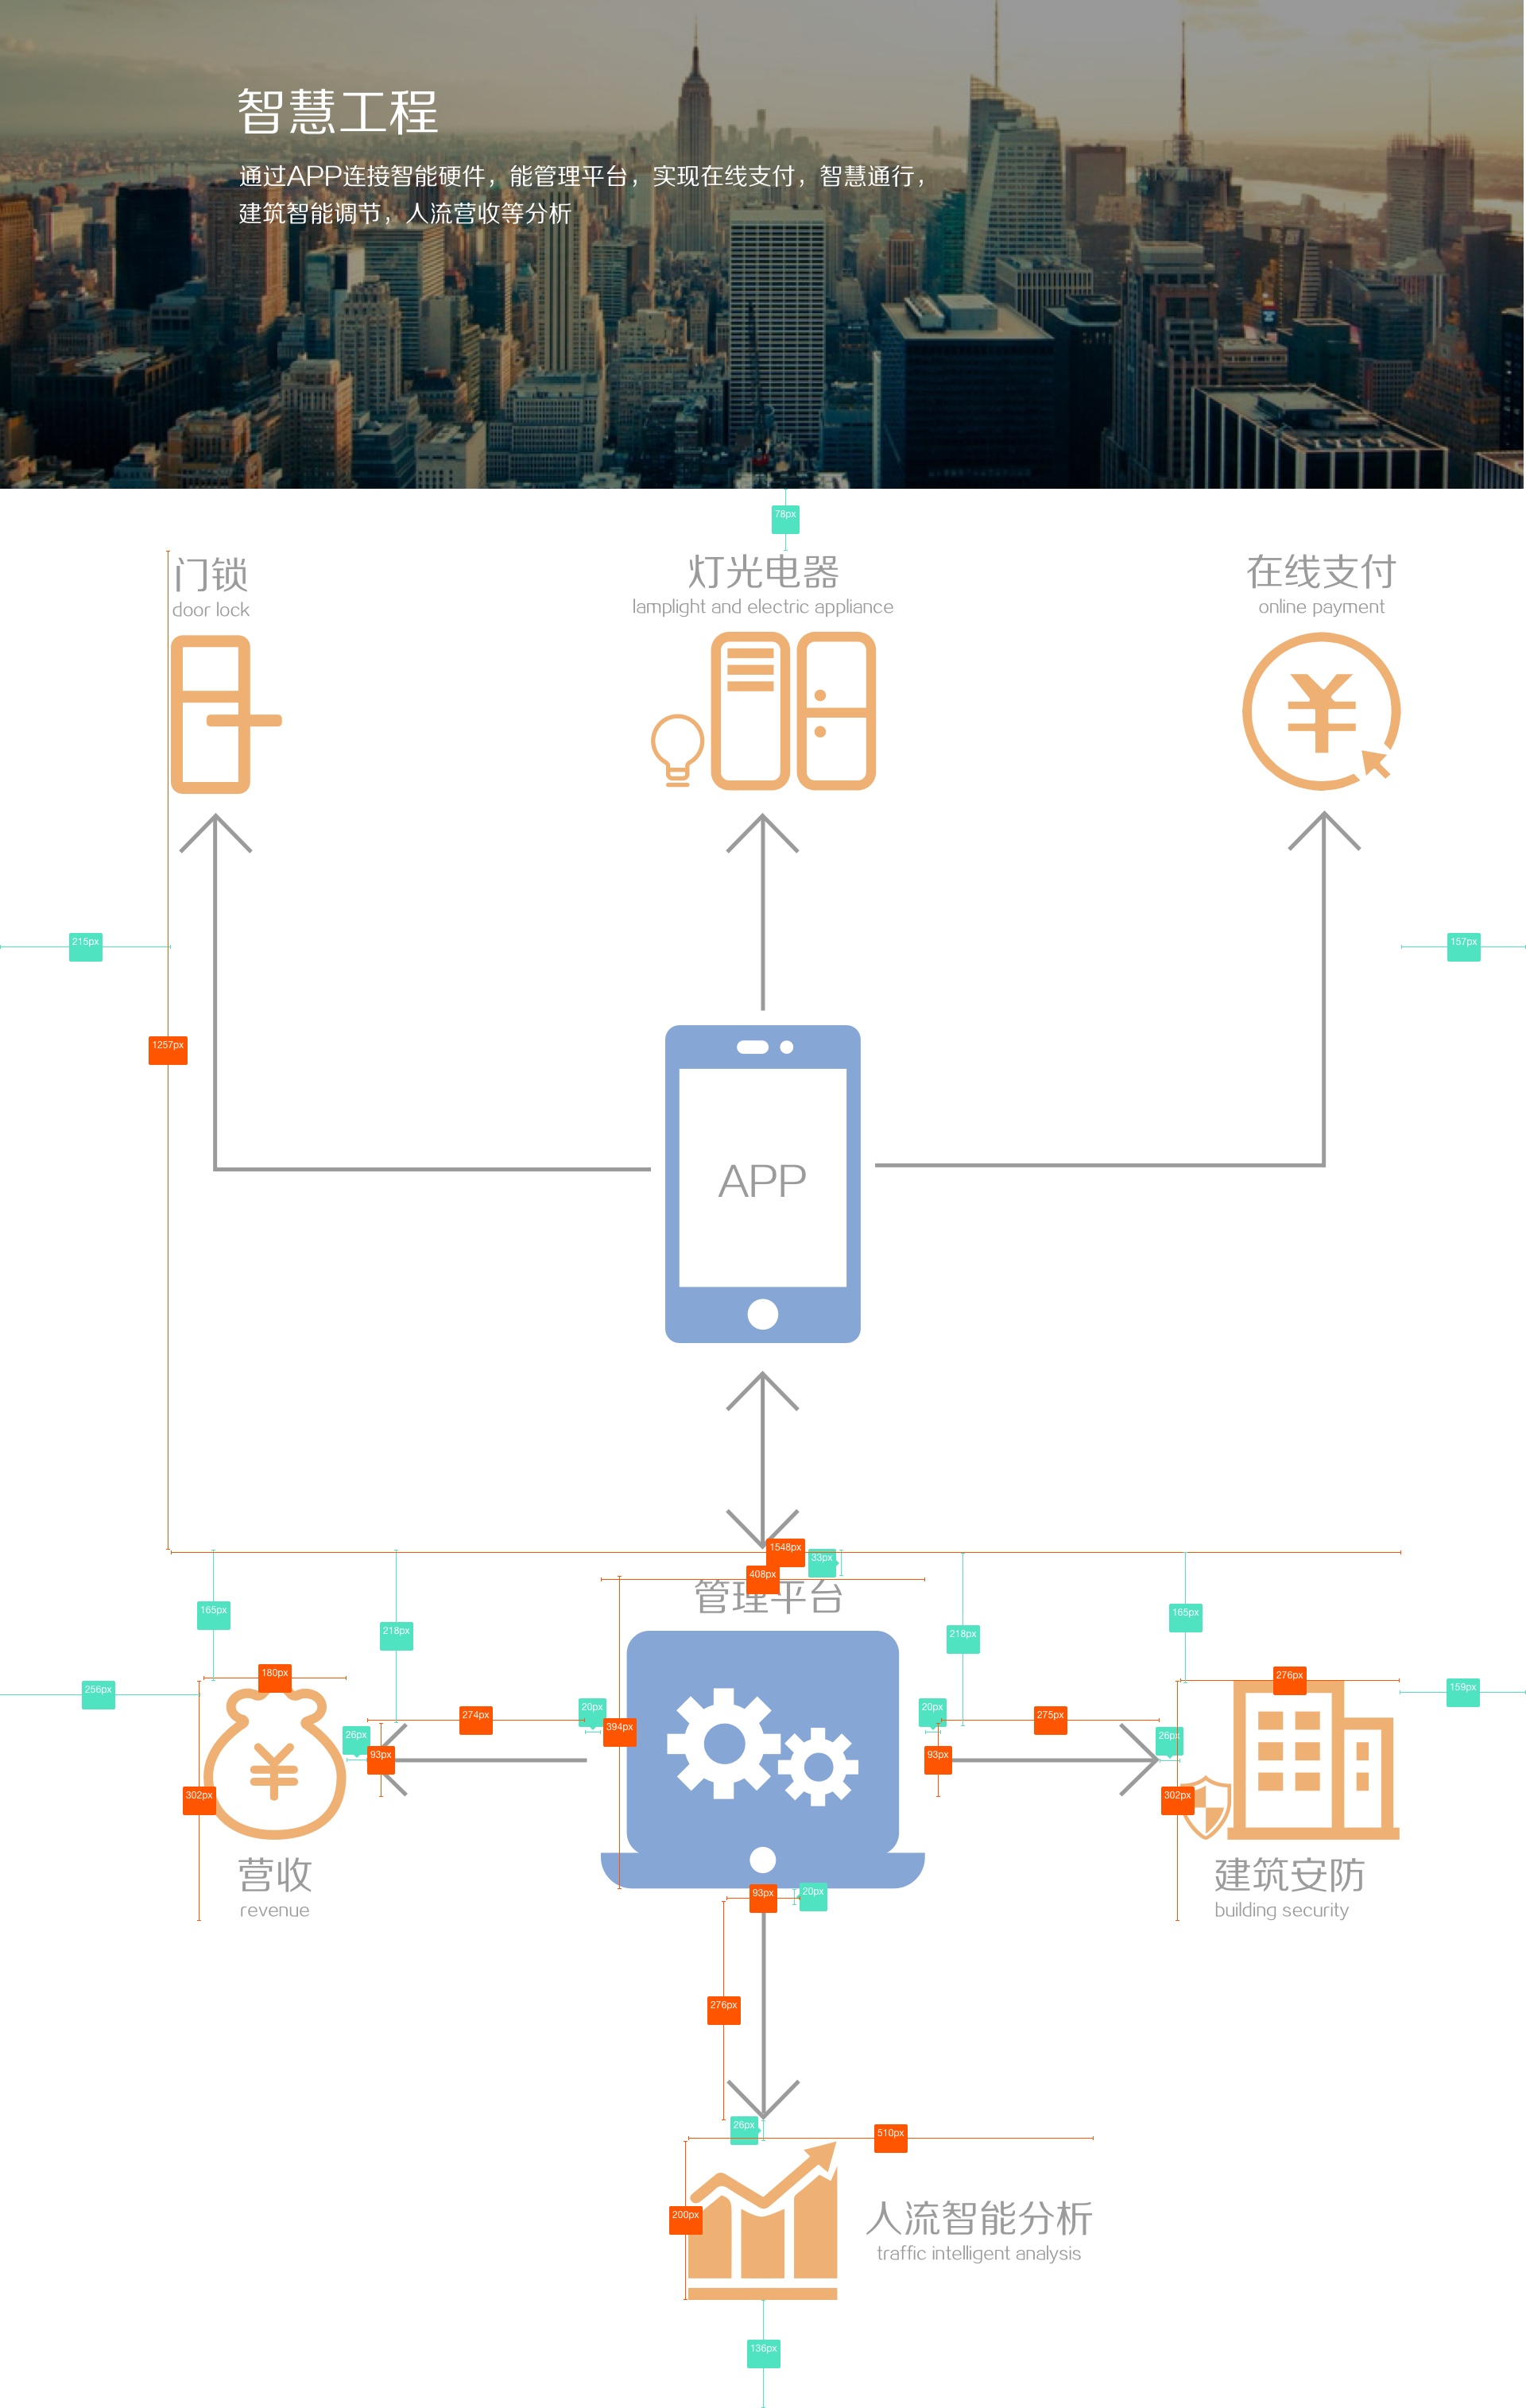 智慧工程
通过APP连接智能硬件，能管理平台，实现在线支付，智慧通行，
建筑智能调节，人流营收等分析
78px
门锁
door lock
灯光电器
lamplight and electric appliance
在线支付
online payment
215px
157px
1257px
APP
1548px
33px
408px
管理平台
165px
218px
218px
165px
180px
256px
276px
159px
274px
20px
394px
20px
275px
26px
93px
93px
26px
302px
302px
营收
revenue
建筑安防
building security
93px
20px
276px
26px
510px
200px
人流智能分析
traffic intelligent analysis
136px